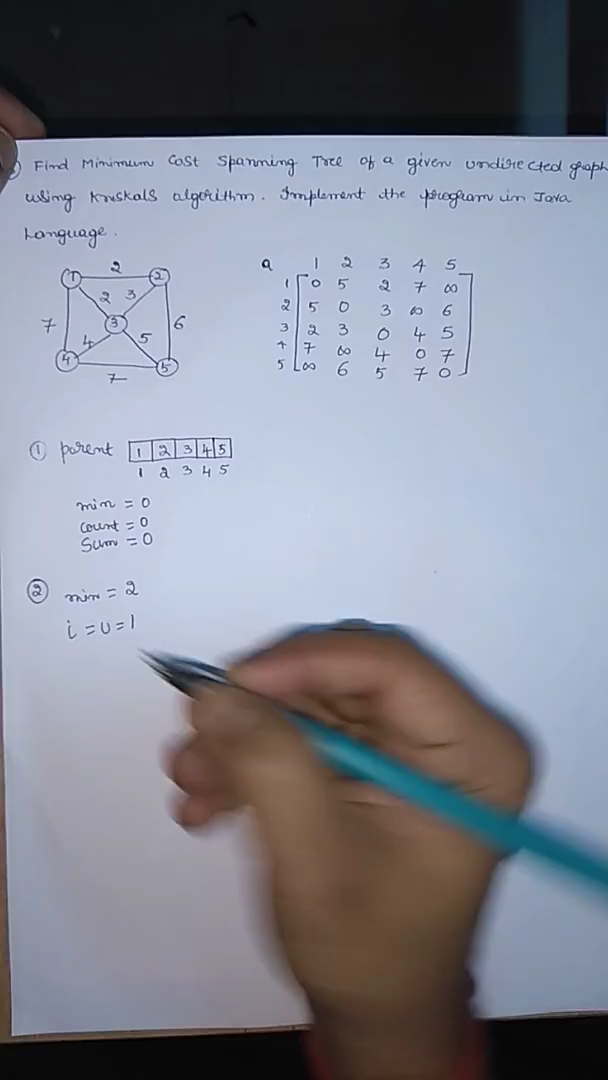 Find Minimum Cost Spanning Tree of a given undirected graph
using Kruskals algorithm. Implement the program in Java
Language.
1 2 2
2 3
3
7 4 5 6
4 5
7
a 1 2 3 4 5
1 0 5 2 7 ∞
2 5 0 3 ∞ 6
3 2 3 0 4 5
4 7 ∞ 4 0 7
5 ∞ 6 5 7 0
① parent 1 2 3 4 5
1 2 3 4 5
min = 0
count = 0
Sum = 0
② min = 2
i = u = 1